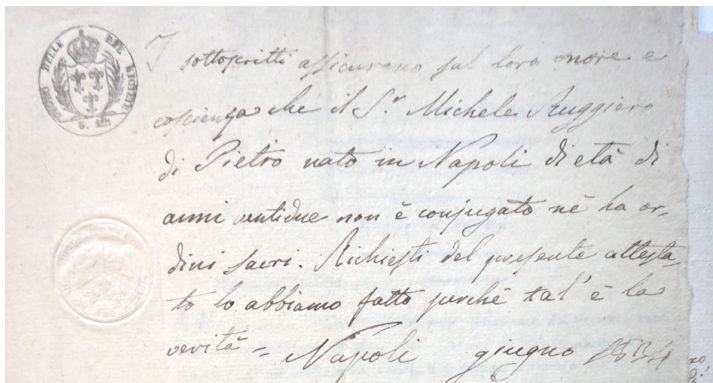 I sottoscritti assicurano sul loro onore e
coscienza che il S.r Michele Ruggiero
di Pietro nato in Napoli di età di
anni ventidue non è conjugato nè ha or-
dini sacri. Richiesti del presente attesta-
to lo abbiamo fatto perchè tal' è la
verità = Napoli giugno 1834